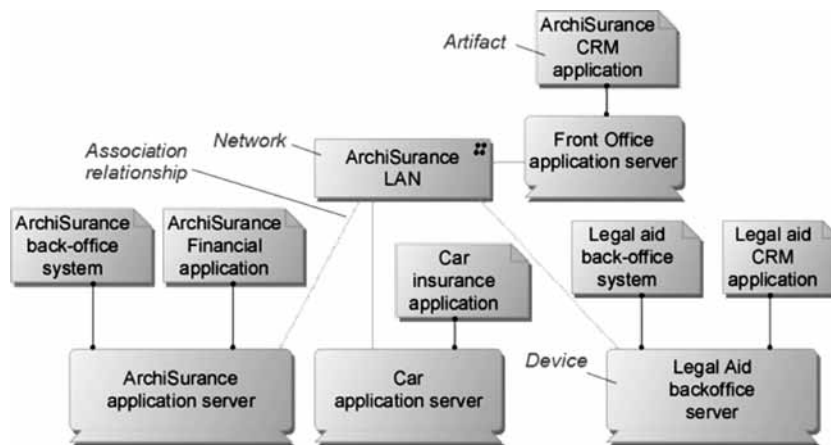 ArchiSurance
CRM
application
Artifact
Front Office
application server
Network
ArchiSurance
LAN
Association
relationship
ArchiSurance
back-office
system
ArchiSurance
Financial
application
Car
insurance
application
Legal aid
back-office
system
Legal aid
CRM
application
ArchiSurance
application server
Car
application server
Device
Legal Aid
backoffice
server